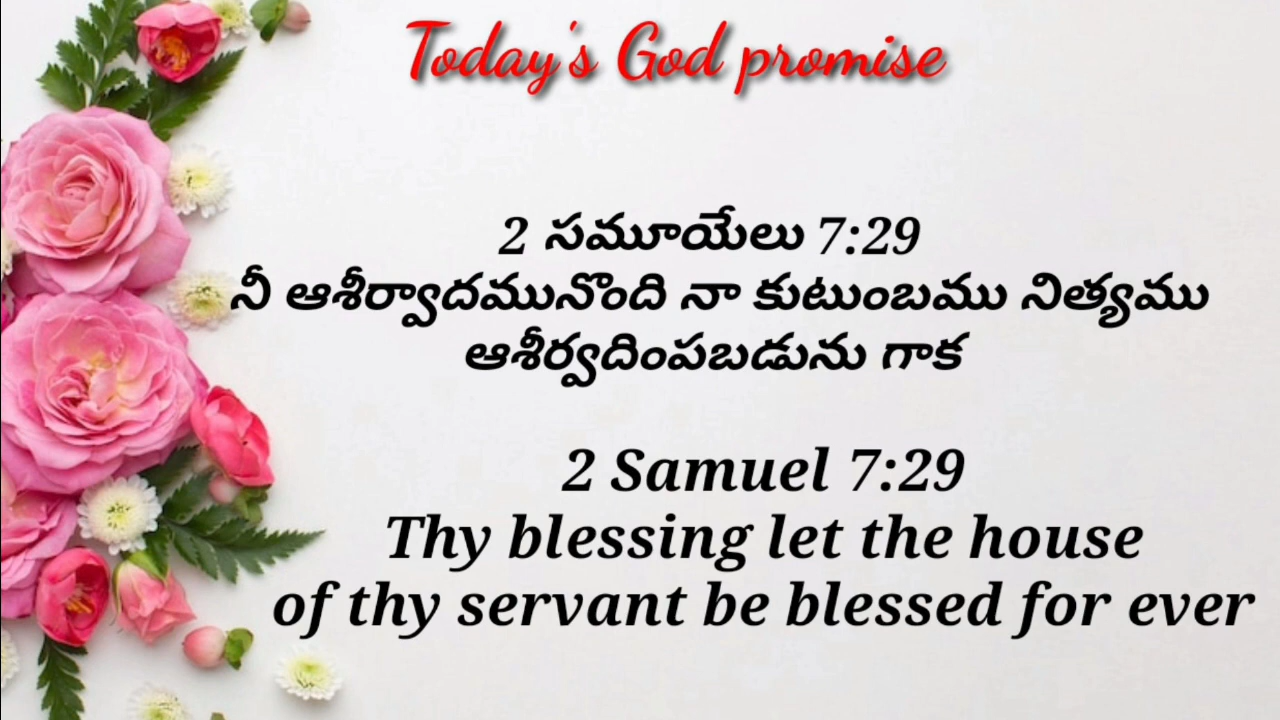 Today's God promise
2 సమూయేలు 7:29
నీ ఆశీర్వాదమునొంది నా కుటుంబము నిత్యము
ఆశీర్వదింపబడును గాక
2 Samuel 7:29
Thy blessing let the house
of thy servant be blessed for ever